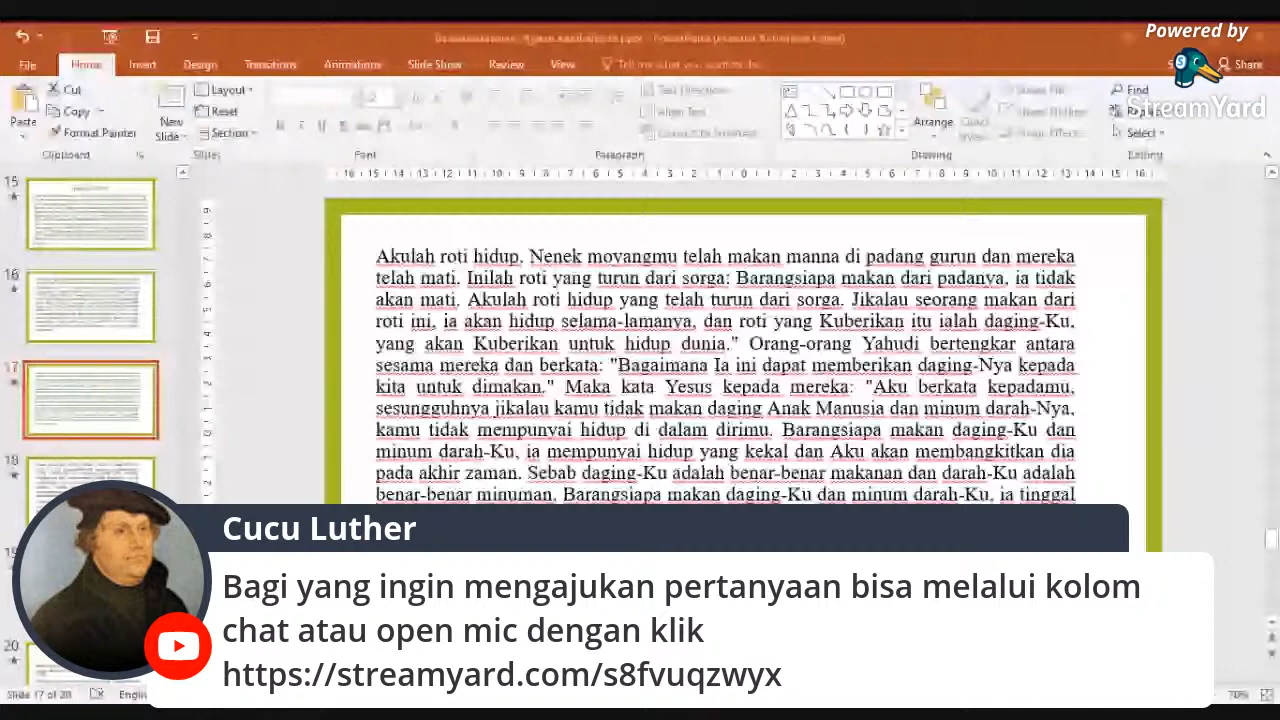 Powered by
StreamYard
File Home Insert Design Transitions Animations Slide Show Review View Tell me what you want Share
Cut
Copy
Format Painter
Paste
Clipboard
New
Slide
Layout
Reset
Section
Slides
Font
Paragraph
Arrange
Drawing
Find
Select
Editing
15
16
17
18
20
Akulah roti hidup. Nenek moyangmu telah makan manna di padang gurun dan mereka
telah mati. Inilah roti yang turun dari sorga: Barangsiapa makan dari padanya, ia tidak
akan mati. Akulah roti hidup yang telah turun dari sorga. Jikalau seorang makan dari
roti ini, ia akan hidup selama-lamanya, dan roti yang Kuberikan itu ialah daging-Ku,
yang akan Kuberikan untuk hidup dunia." Orang-orang Yahudi bertengkar antara
sesama mereka dan berkata: "Bagaimana Ia ini dapat memberikan daging-Nya kepada
kita untuk dimakan." Maka kata Yesus kepada mereka: "Aku berkata kepadamu,
sesungguhnya jikalau kamu tidak makan daging Anak Manusia dan minum darah-Nya,
kamu tidak mempunyai hidup di dalam dirimu. Barangsiapa makan daging-Ku dan
minum darah-Ku, ia mempunyai hidup yang kekal dan Aku akan membangkitkan dia
pada akhir zaman. Sebab daging-Ku adalah benar-benar makanan dan darah-Ku adalah
benar-benar minuman. Barangsiapa makan daging-Ku dan minum darah-Ku, ia tinggal
Cucu Luther
Bagi yang ingin mengajukan pertanyaan bisa melalui kolom
chat atau open mic dengan klik
https://streamyard.com/s8fvuqzwyx
Slide 17 of 20